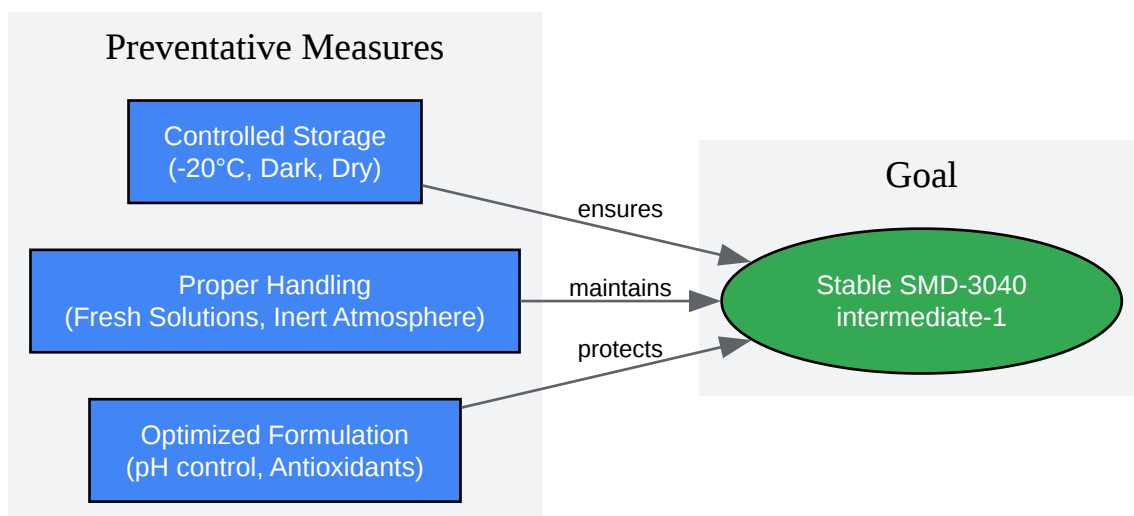 Preventative Measures
Controlled Storage
(-20°C, Dark, Dry)
ensures
Goal
Proper Handling
(Fresh Solutions, Inert Atmosphere)
maintains
Stable SMD-3040
intermediate-1
protects
Optimized Formulation
(pH control, Antioxidants)